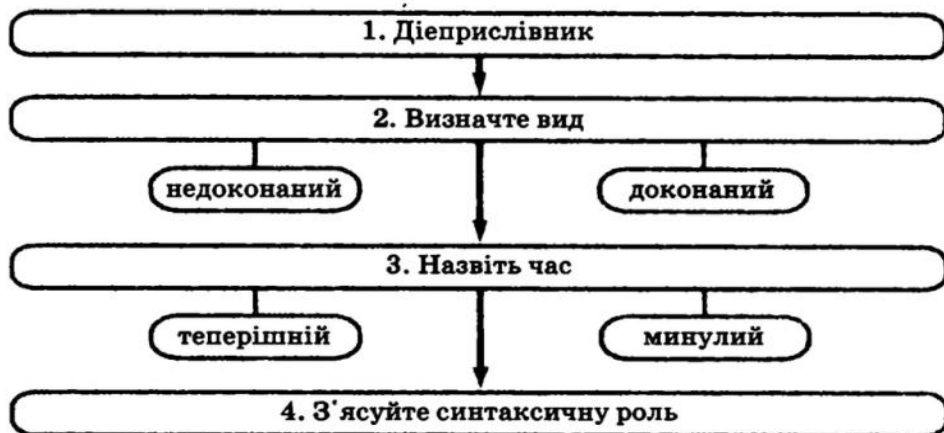 1. Дієприслівник
2. Визначте вид
недоконаний
доконаний
3. Назвіть час
теперішній
минулий
4. З'ясуйте синтаксичну роль